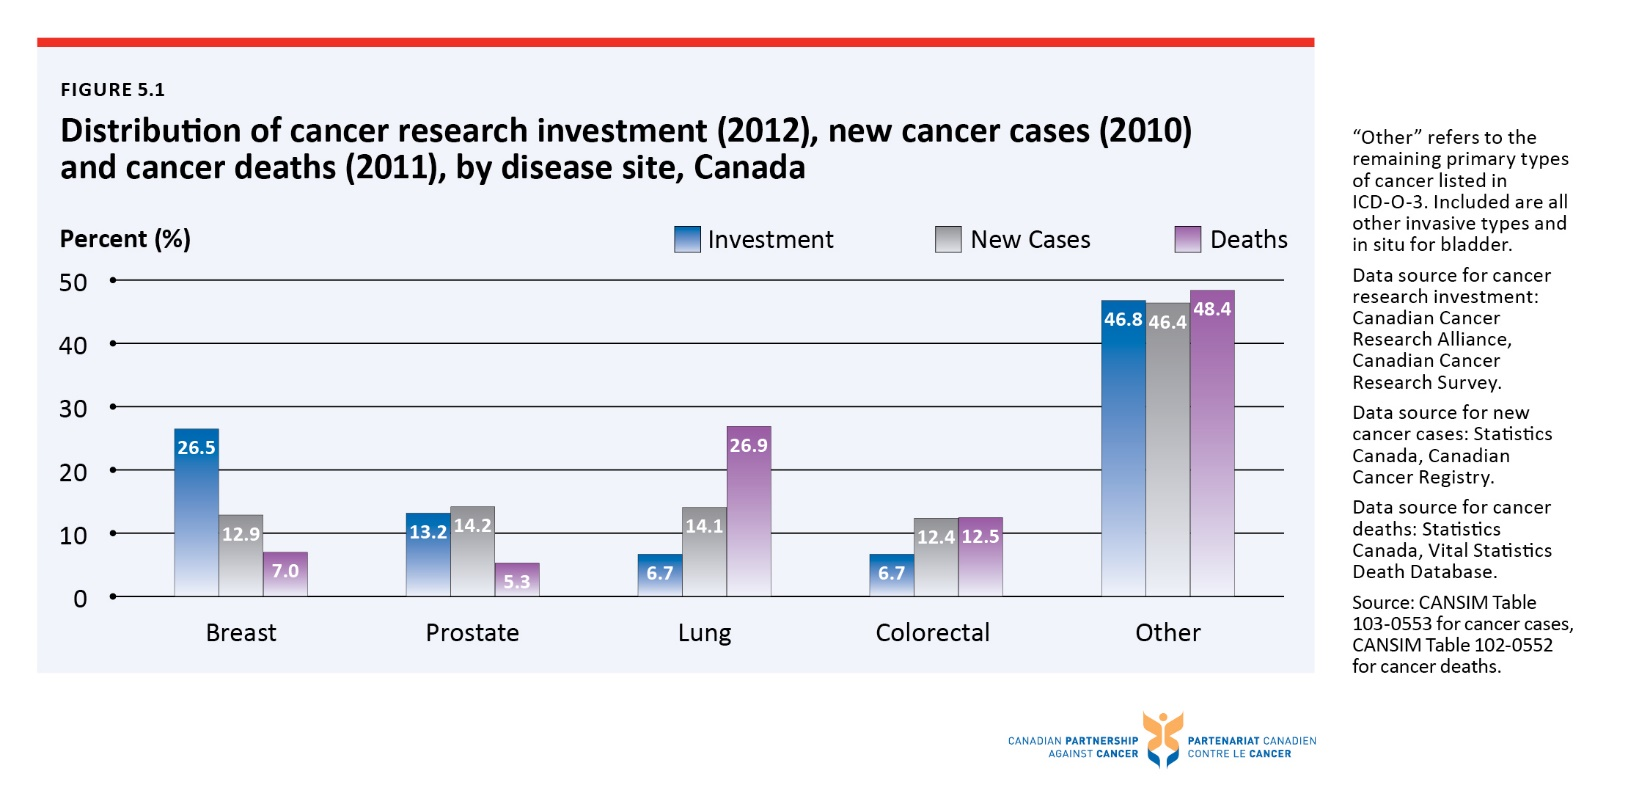 FIGURE 5.1
Distribution of cancer research investment (2012), new cancer cases (2010)
and cancer deaths (2011), by disease site, Canada
Percent (%)
Investment
New Cases
Deaths
50
40
30
20
10
0
26.5
12.9
7.0
13.2
14.2
5.3
6.7
14.1
26.9
6.7
12.4
12.5
46.8
46.4
48.4
Breast
Prostate
Lung
Colorectal
Other
“Other” refers to the
remaining primary types
of cancer listed in
ICD-O-3. Included are all
other invasive types and
in situ for bladder.
Data source for cancer
research investment:
Canadian Cancer
Research Alliance,
Canadian Cancer
Research Survey.
Data source for new
cancer cases: Statistics
Canada, Canadian
Cancer Registry.
Data source for cancer
deaths: Statistics
Canada, Vital Statistics
Death Database.
Source: CANSIM Table
103-0553 for cancer cases,
CANSIM Table 102-0552
for cancer deaths.
CANADIAN PARTNERSHIP
AGAINST CANCER
PARTENARIAT CANADIEN
CONTRE LE CANCER